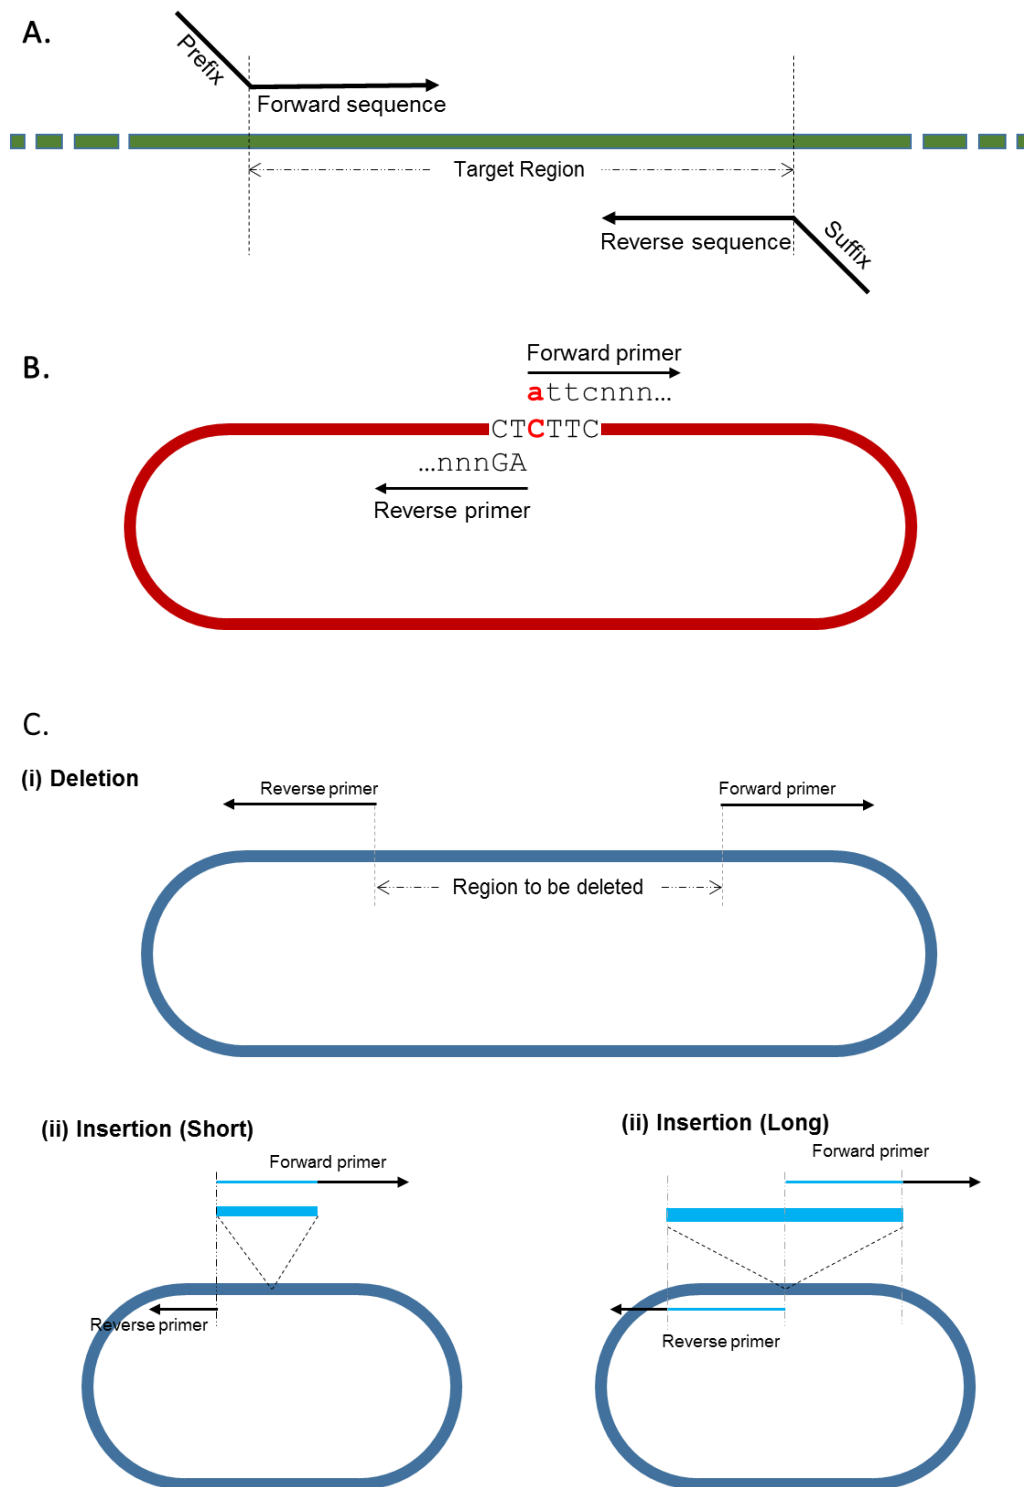 A.
Prefix
Forward sequence
Target Region
Reverse sequence
Suffix
B.
Forward primer
attcnnn...
CTCTTC
...nnnGA
Reverse primer
C.
(i) Deletion
Reverse primer
Forward primer
Region to be deleted
(ii) Insertion (Short)
Forward primer
Reverse primer
(ii) Insertion (Long)
Forward primer
Reverse primer